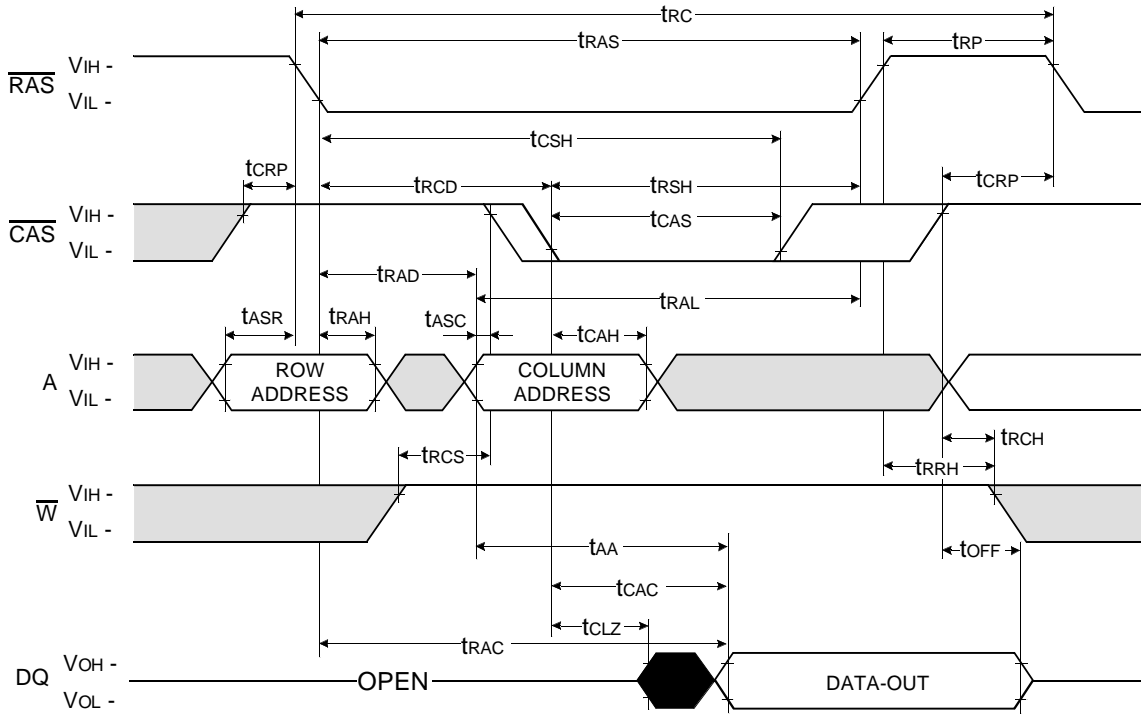 tRC
tRAS
tRP
RAS
VIH -
VIL -
tCSH
tCRP
tRCD
tRSH
tCRP
CAS
VIH -
VIL -
tCAS
tRAD
tRAL
tASR
tRAH
tASC
tCAH
A
VIH -
VIL -
ROW
ADDRESS
COLUMN
ADDRESS
tRCS
tRCH
tRRH
W
VIH -
VIL -
tAA
tOFF
tCAC
tCLZ
tRAC
DQ
VOH -
VOL -
OPEN
DATA-OUT